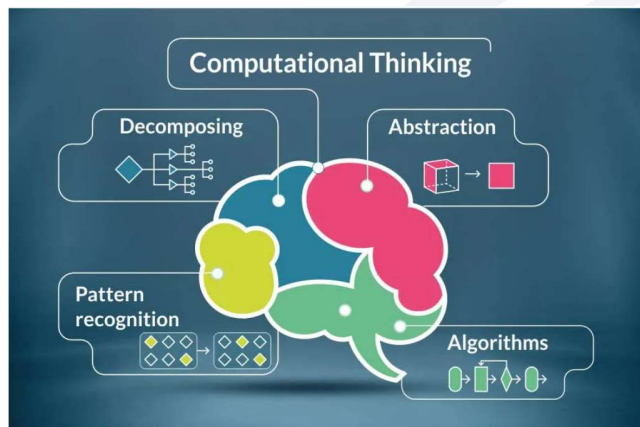 Computational Thinking
Decomposing
Abstraction
Pattern
recognition
Algorithms